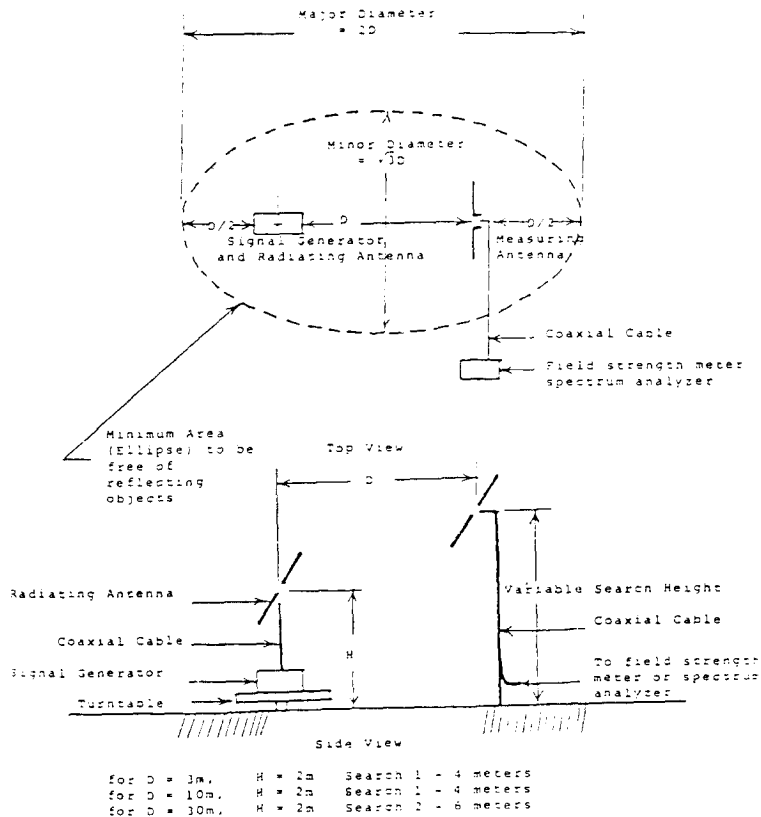 Major Diameter
= 2D
Minor Diameter
= √3D
D/2
D
D/2
Signal Generator
and Radiating Antenna
Measuring
Antenna
Coaxial Cable
Field strength meter
spectrum analyzer
Minimum Area
(Ellipse) to be
free of
reflecting
objects
Top View
D
Radiating Antenna
Variable Search Height
Coaxial Cable
Coaxial Cable
H
Signal Generator
To field strength
meter or spectrum
analyzer
Turntable
Side View
for D = 3m, H = 2m Search 1 - 4 meters
for D = 10m, H = 2m Search 1 - 4 meters
for D = 30m, H = 2m Search 2 - 6 meters